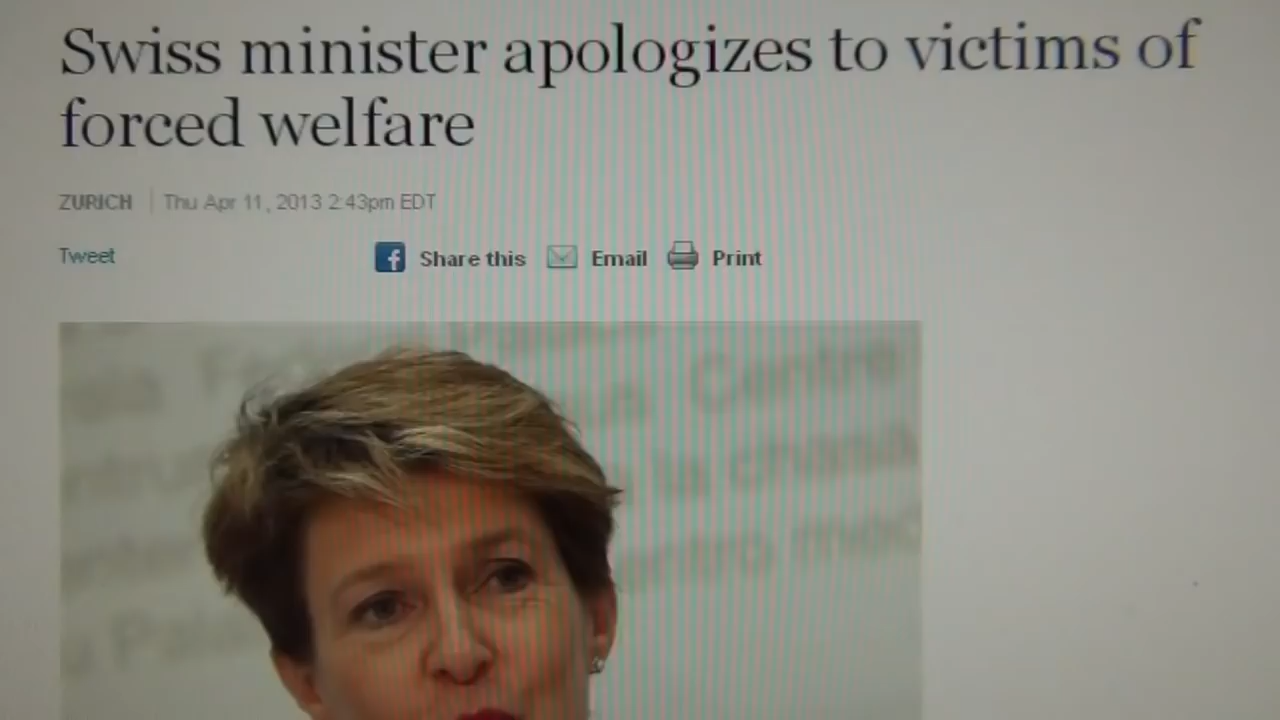 Swiss minister apologizes to victims of
forced welfare
ZURICH | Thu Apr 11, 2013 2:43pm EDT
Tweet Share this Email Print
Centre